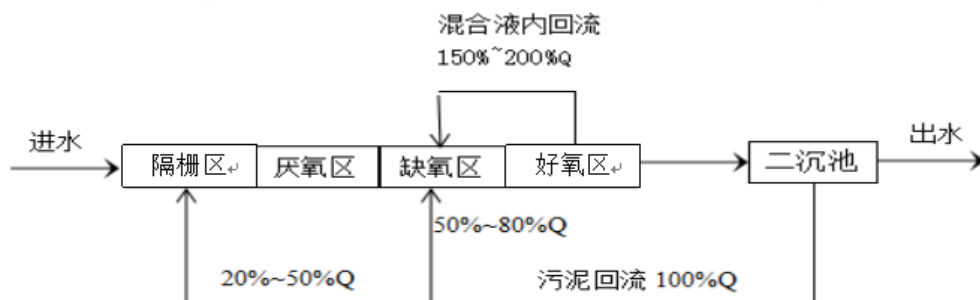 混合液内回流
150%~200%Q
进水
隔栅区
厌氧区
缺氧区
好氧区
二沉池
出水
50%~80%Q
20%~50%Q
污泥回流 100%Q